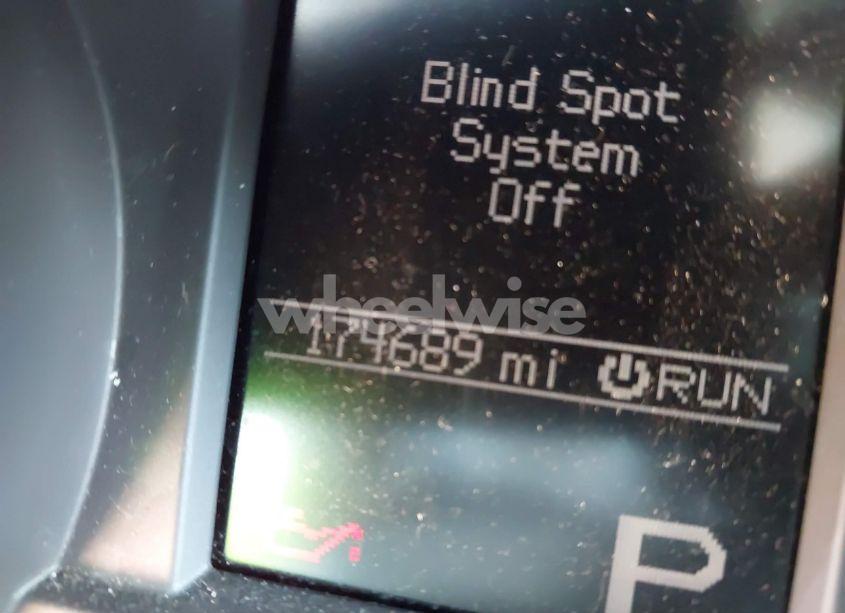 Blind Spot
System
Off
wheelwise
174689 mi RUN
P